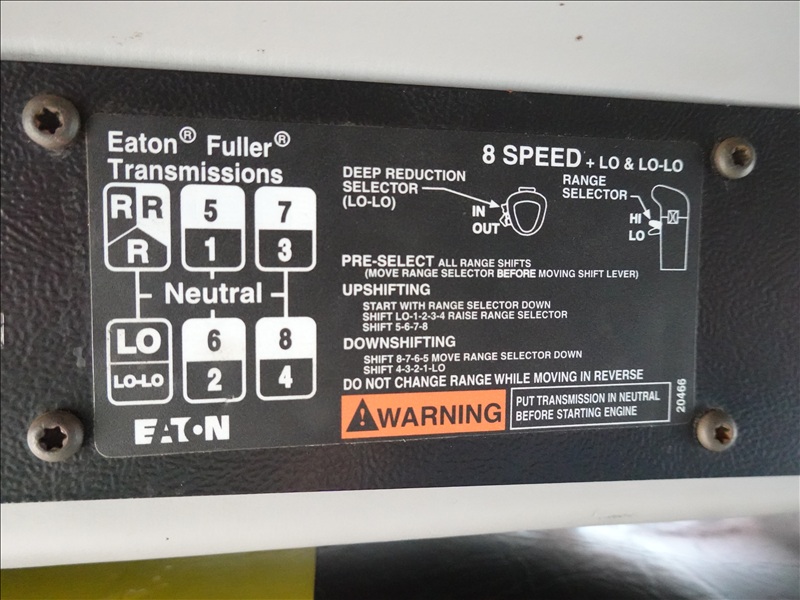 Eaton® Fuller®
Transmissions
8 SPEED + LO & LO-LO
DEEP REDUCTION
SELECTOR
(LO-LO)
IN
OUT
RANGE
SELECTOR
HI
LO
R R 5 7
R 1 3
Neutral
LO 6 8
LO-LO 2 4
PRE-SELECT ALL RANGE SHIFTS
(MOVE RANGE SELECTOR BEFORE MOVING SHIFT LEVER)
UPSHIFTING
START WITH RANGE SELECTOR DOWN
SHIFT LO-1-2-3-4 RAISE RANGE SELECTOR
SHIFT 5-6-7-8
DOWNSHIFTING
SHIFT 8-7-6-5 MOVE RANGE SELECTOR DOWN
SHIFT 4-3-2-1-LO
DO NOT CHANGE RANGE WHILE MOVING IN REVERSE
WARNING
PUT TRANSMISSION IN NEUTRAL
BEFORE STARTING ENGINE
20466
EATON